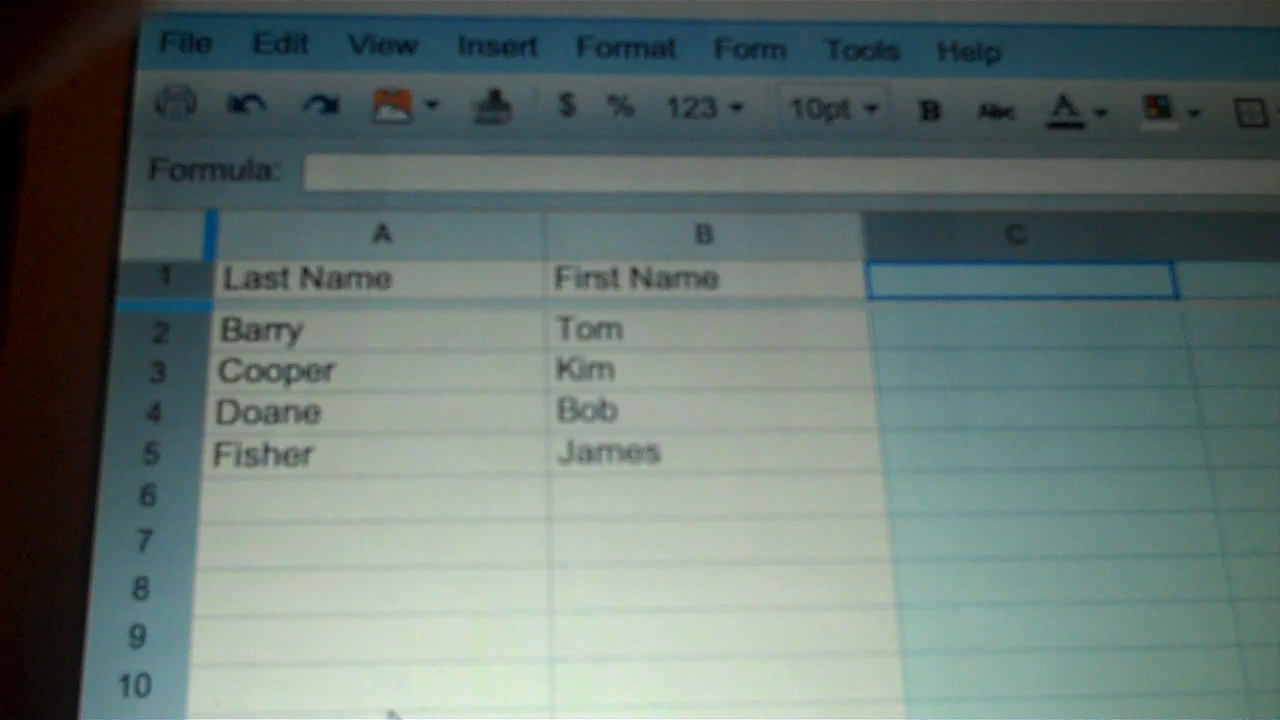 File Edit View Insert Format Form Tools Help
$ % 123 10pt B Abc A
Formula:
A B C
1 Last Name First Name
2 Barry Tom
3 Cooper Kim
4 Doane Bob
5 Fisher James
6
7
8
9
10